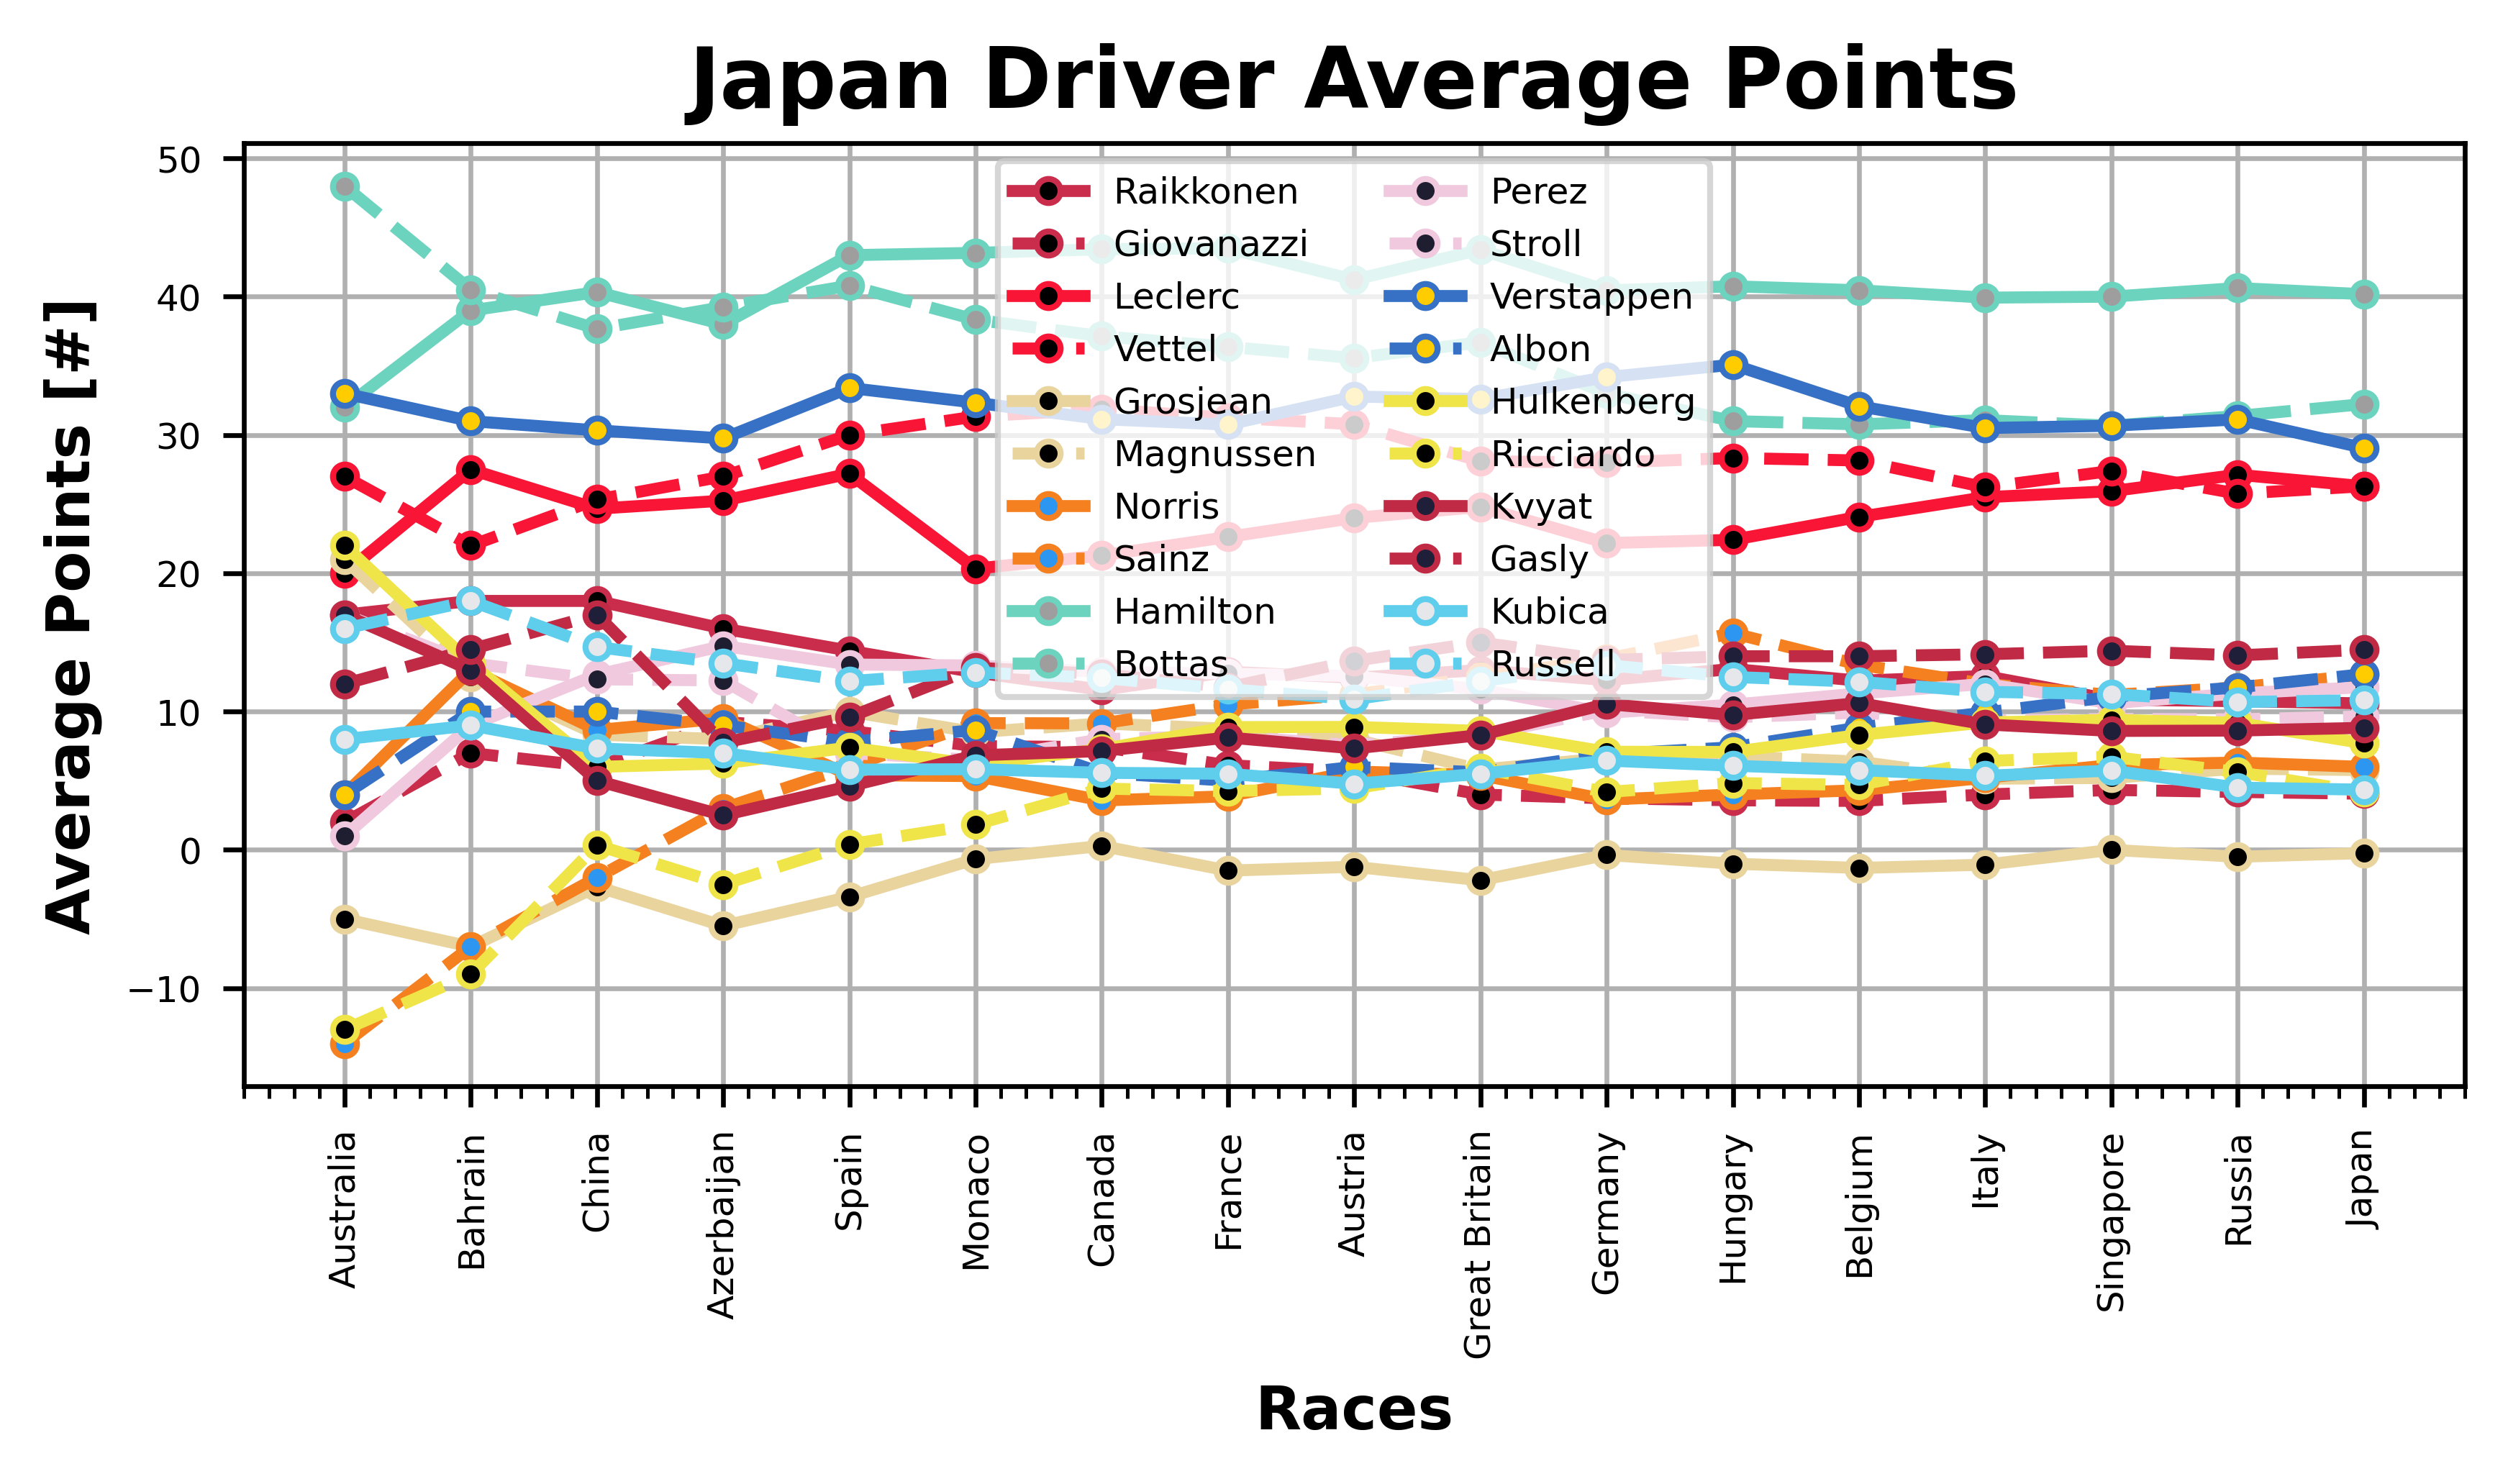 Japan Driver Average Points
Average Points [#]
50
40
30
20
10
0
−10
Raikkonen
Giovanazzi
Leclerc
Vettel
Grosjean
Magnussen
Norris
Sainz
Hamilton
Bottas
Perez
Stroll
Verstappen
Albon
Hulkenberg
Ricciardo
Kvyat
Gasly
Kubica
Russell
Australia
Bahrain
China
Azerbaijan
Spain
Monaco
Canada
France
Austria
Great Britain
Germany
Hungary
Belgium
Italy
Singapore
Russia
Japan
Races